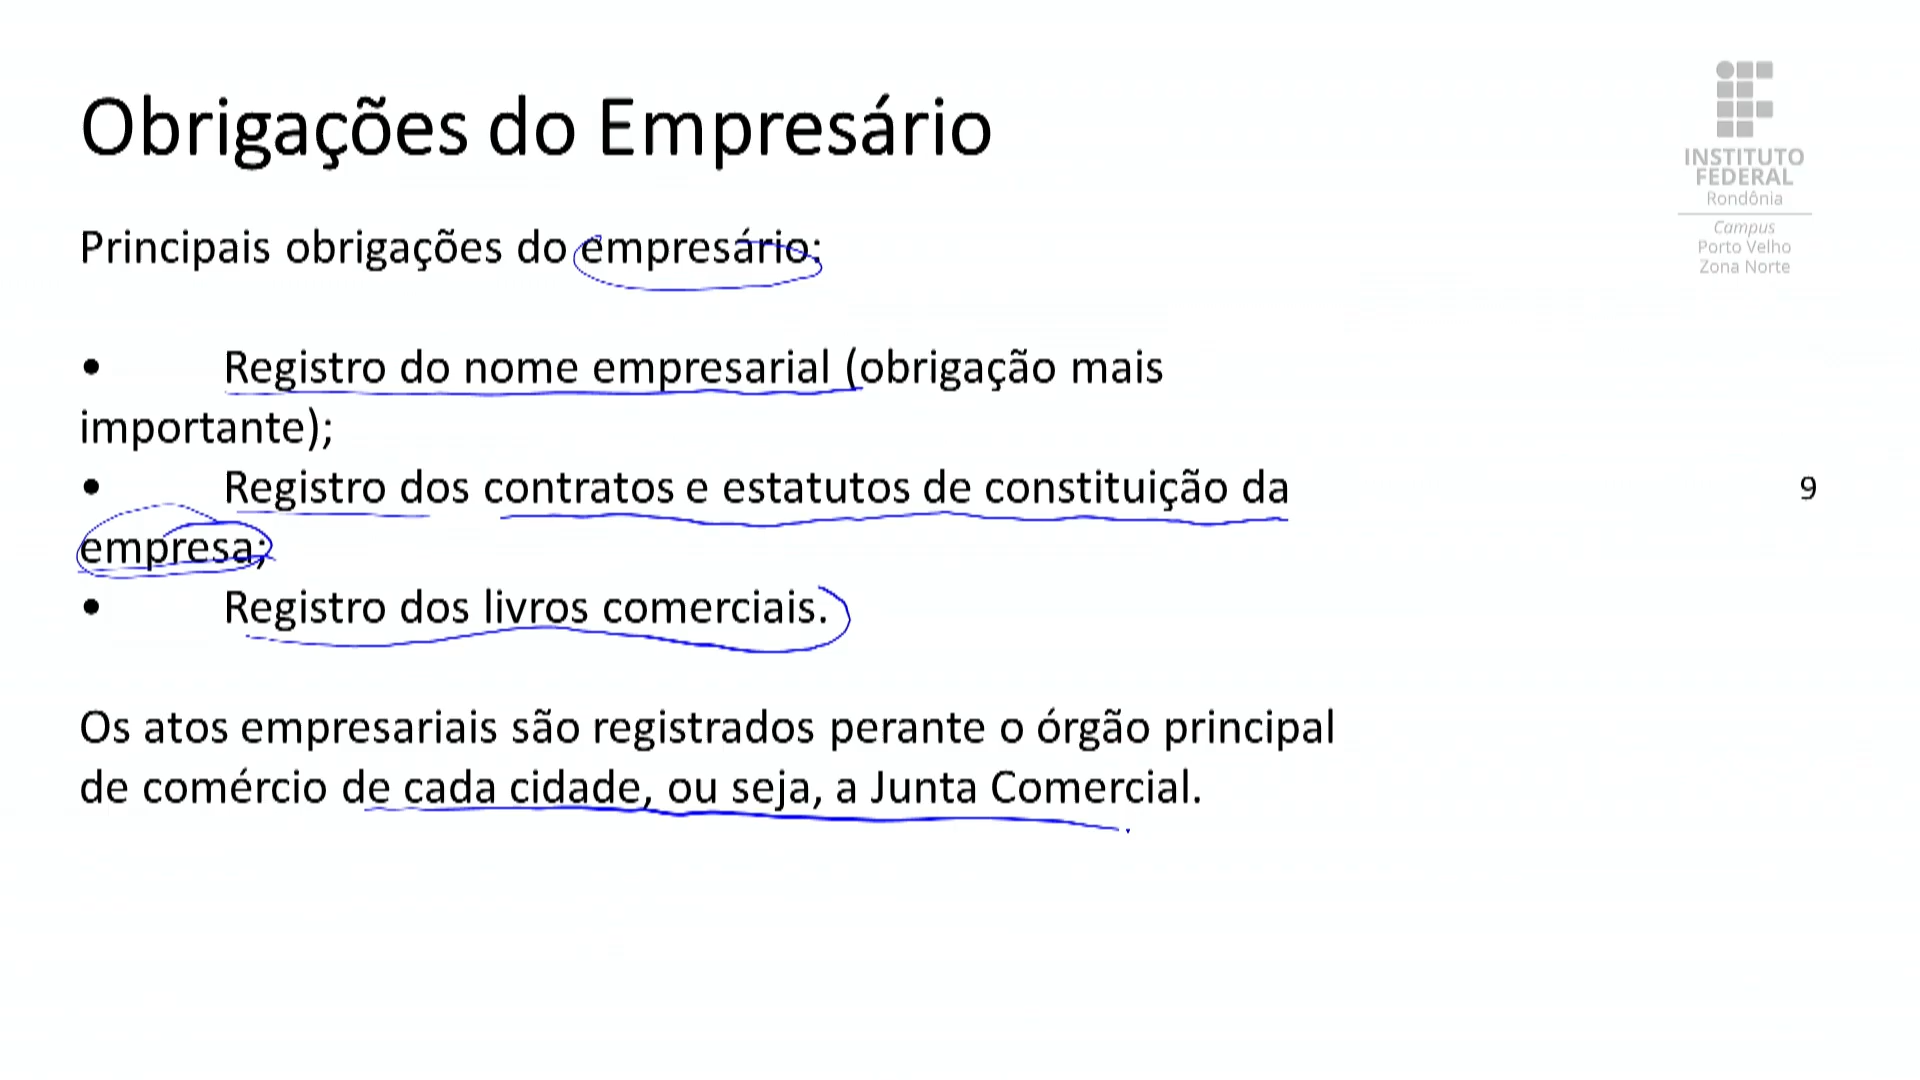 Obrigações do Empresário
INSTITUTO
FEDERAL
Rondônia
Campus
Porto Velho
Zona Norte
Principais obrigações do empresário:
• Registro do nome empresarial (obrigação mais
importante);
• Registro dos contratos e estatutos de constituição da
empresa;
• Registro dos livros comerciais.
9
Os atos empresariais são registrados perante o órgão principal
de comércio de cada cidade, ou seja, a Junta Comercial.